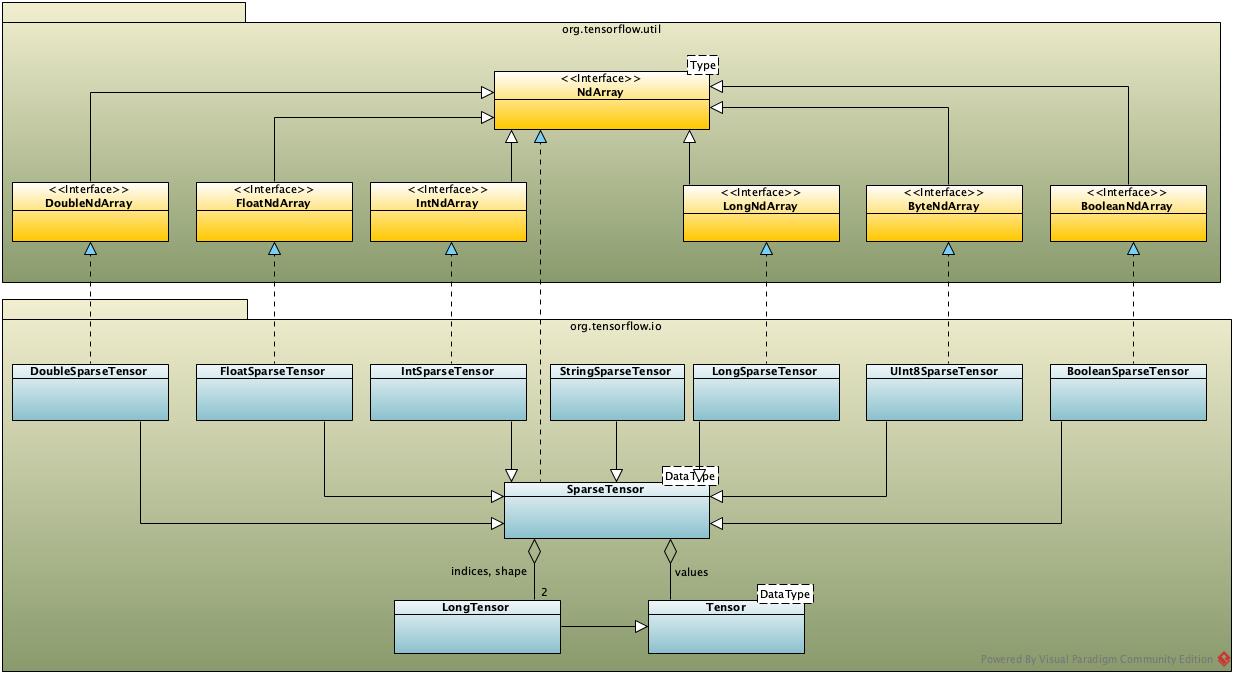 org.tensorflow.util
Type
<<Interface>>
NdArray
<<Interface>>
DoubleNdArray
<<Interface>>
FloatNdArray
<<Interface>>
IntNdArray
<<Interface>>
LongNdArray
<<Interface>>
ByteNdArray
<<Interface>>
BooleanNdArray
org.tensorflow.io
DoubleSparseTensor
FloatSparseTensor
IntSparseTensor
StringSparseTensor
LongSparseTensor
UInt8SparseTensor
BooleanSparseTensor
DataType
SparseTensor
indices, shape
values
2
DataType
LongTensor
Tensor
Powered By Visual Paradigm Community Edition